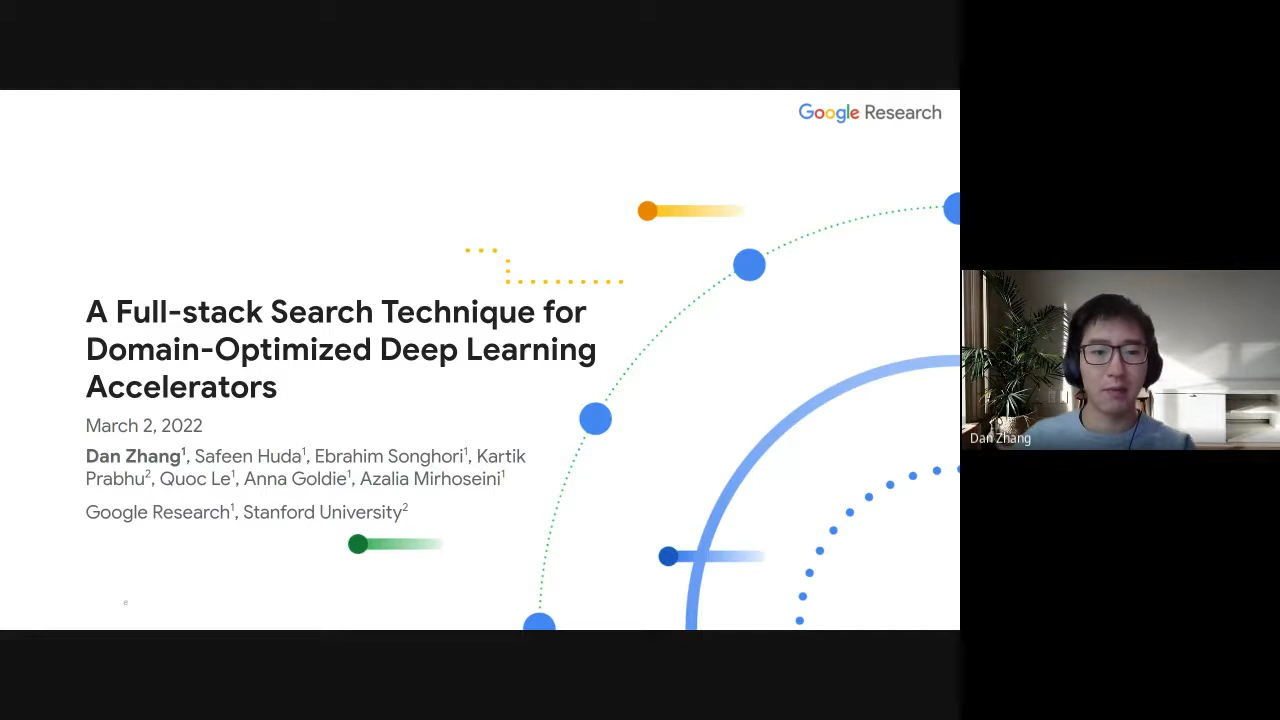 Google Research
A Full-stack Search Technique for
Domain-Optimized Deep Learning
Accelerators
March 2, 2022
Dan Zhang¹, Safeen Huda¹, Ebrahim Songhori¹, Kartik
Prabhu², Quoc Le¹, Anna Goldie¹, Azalia Mirhoseini¹
Google Research¹, Stanford University²
e
Dan Zhang